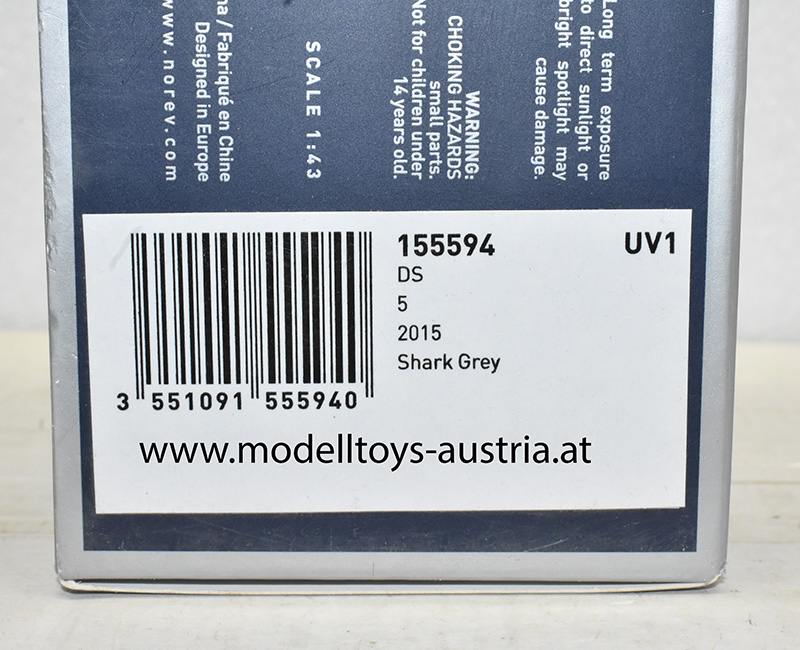 Long term exposure
to direct sunlight or
bright spotlight may
cause damage.
WARNING:
CHOKING HAZARDS
small parts.
Not for children under
14 years old.
SCALE 1:43
/ Fabriqué en Chine
Designed in Europe
www.norev.com
155594 UV1
DS
5
2015
Shark Grey
3 551091 555940
www.modelltoys-austria.at